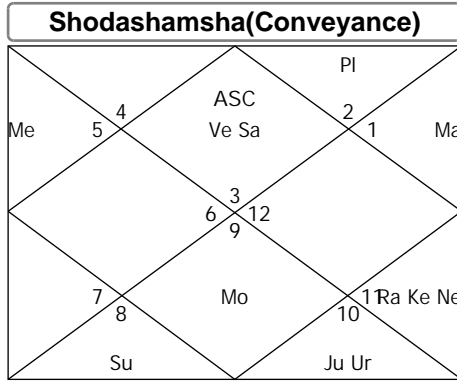 Shodashamsha(Conveyance)
Pl
ASC
4
2
Me
5
Ve Sa
1
Ma
3
6
12
9
7
Mo
11
Ra Ke Ne
8
10
Su
Ju Ur